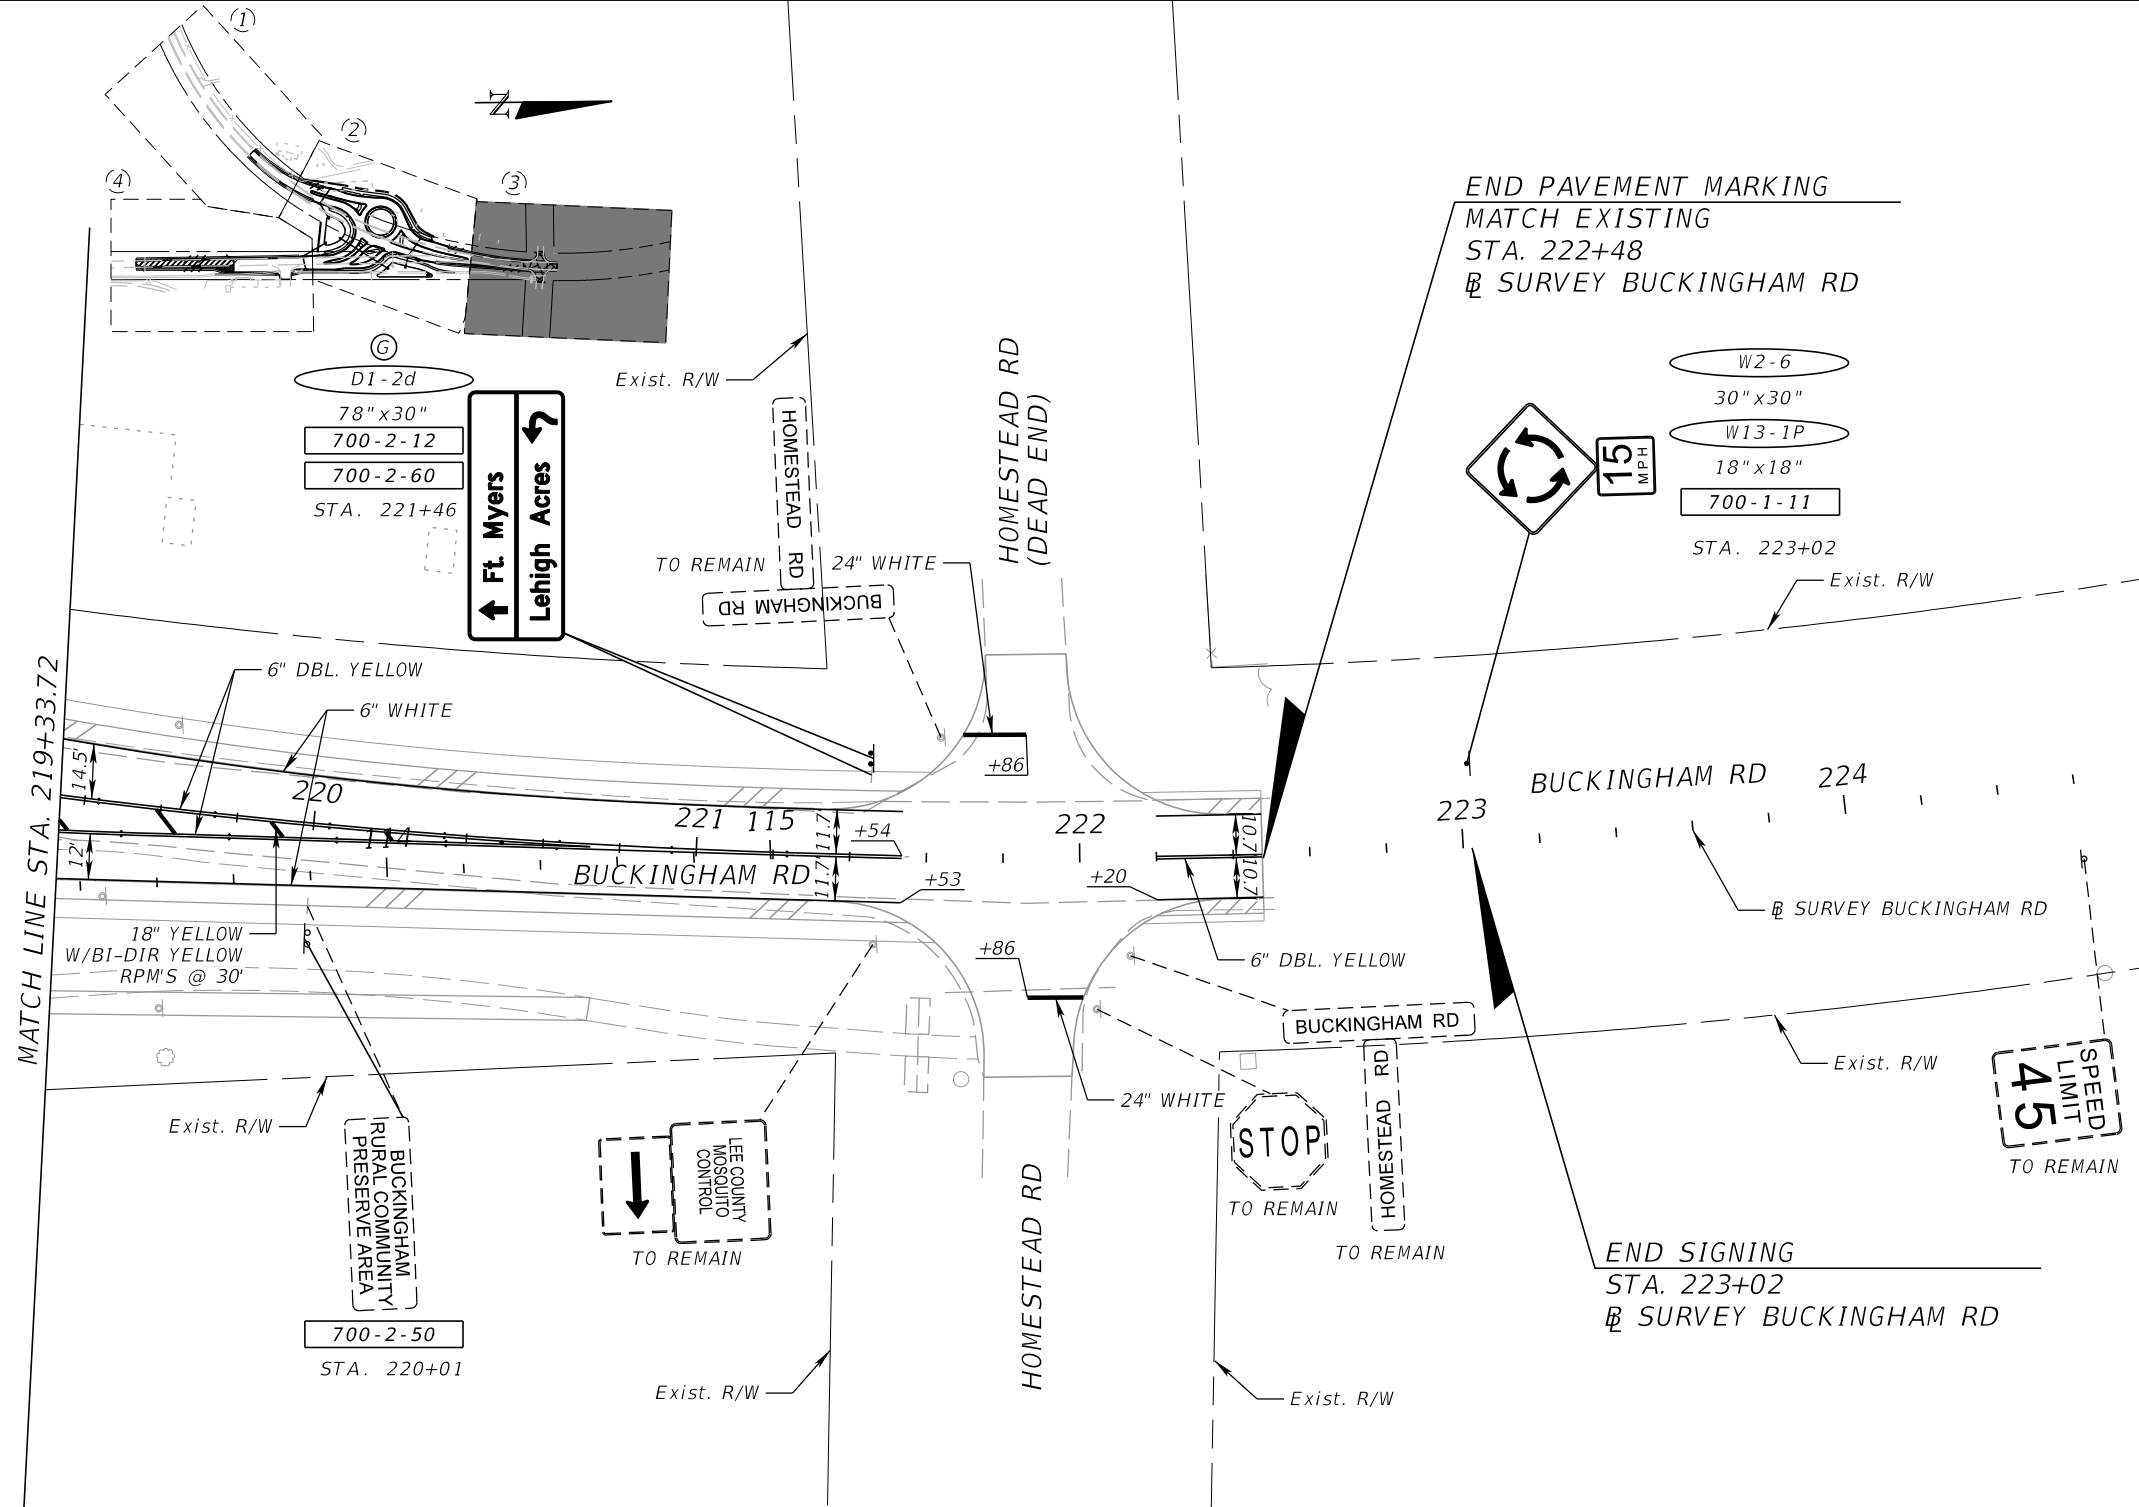 1
2
3
4
N
G
D1-2d
78"x30"
700-2-12
700-2-60
STA. 221+46
Ft. Myers
Lehigh Acres
Exist. R/W
HOMESTEAD RD
BUCKINGHAM RD
TO REMAIN
24" WHITE
HOMESTEAD RD
(DEAD END)
END PAVEMENT MARKING
MATCH EXISTING
STA. 222+48
BL SURVEY BUCKINGHAM RD
W2-6
30"x30"
W13-1P
18"x18"
700-1-11
STA. 223+02
15
MPH
Exist. R/W
MATCH LINE STA. 219+33.72
6" DBL. YELLOW
6" WHITE
14.5'
12'
220
114
221
115
11.7'
11.7'
+54
+53
+86
222
+20
10.7'
10.7'
223
BUCKINGHAM RD
224
BUCKINGHAM RD
BL SURVEY BUCKINGHAM RD
18" YELLOW
W/BI-DIR YELLOW
RPM'S @ 30'
+86
6" DBL. YELLOW
BUCKINGHAM RD
HOMESTEAD RD
TO REMAIN
24" WHITE
STOP
TO REMAIN
Exist. R/W
SPEED
LIMIT
45
TO REMAIN
Exist. R/W
BUCKINGHAM
RURAL COMMUNITY
PRESERVE AREA
700-2-50
STA. 220+01
LEE COUNTY
MOSQUITO
CONTROL
TO REMAIN
HOMESTEAD RD
Exist. R/W
Exist. R/W
END SIGNING
STA. 223+02
BL SURVEY BUCKINGHAM RD